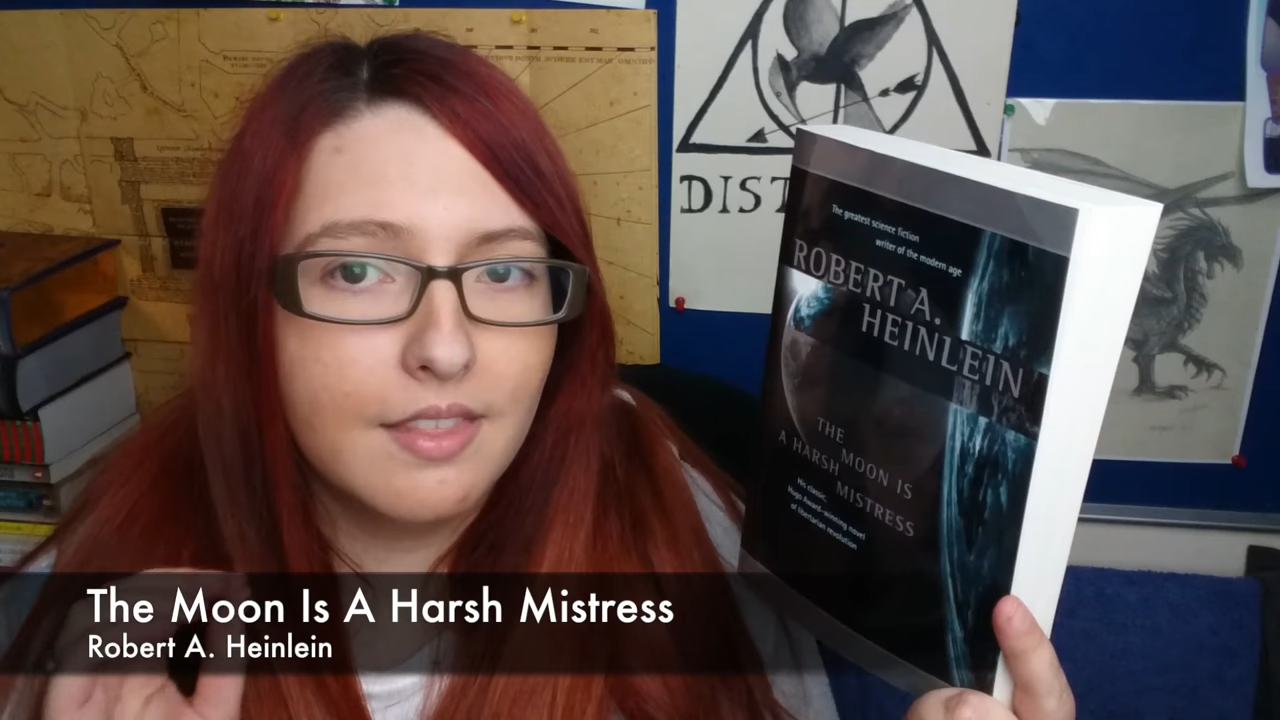 DIST
The greatest science fiction
writer of the modern age
ROBERT A.
HEINLEIN
THE
MOON IS
A HARSH
MISTRESS
His classic,
Hugo Award-winning novel
of libertarian revolution
The Moon Is A Harsh Mistress
Robert A. Heinlein